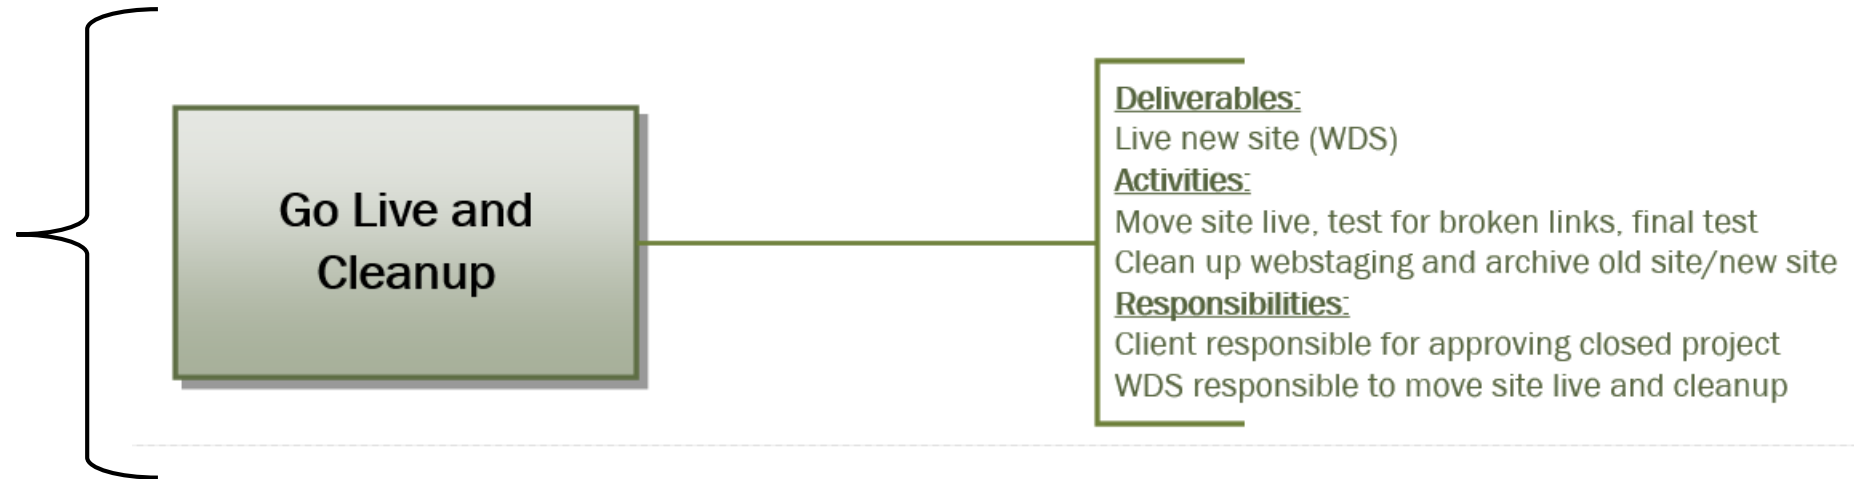 Go Live and
Cleanup
Deliverables:
Live new site (WDS)
Activities:
Move site live, test for broken links, final test
Clean up webstaging and archive old site/new site
Responsibilities:
Client responsible for approving closed project
WDS responsible to move site live and cleanup